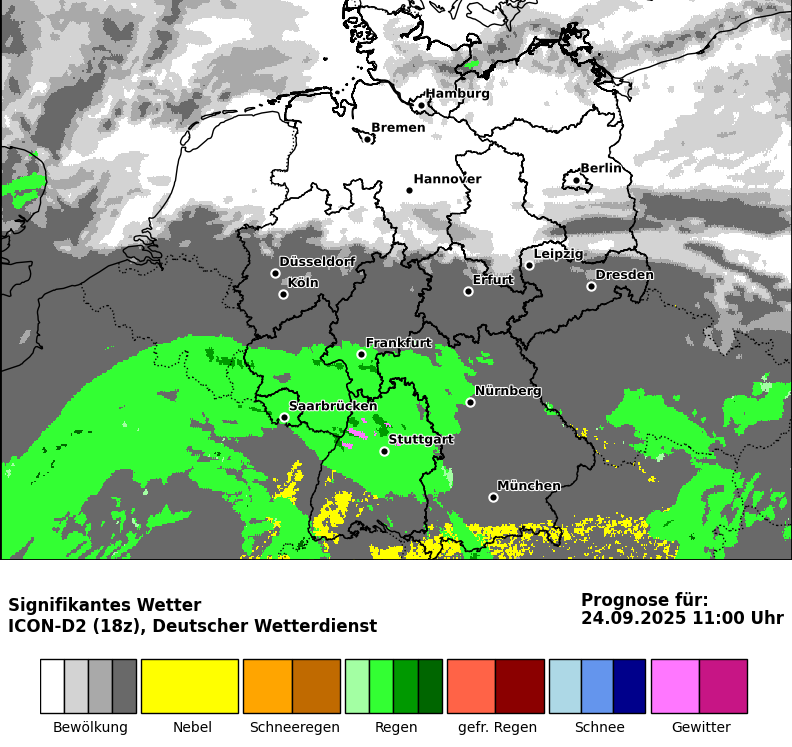 Hamburg
Bremen
Hannover
Berlin
Leipzig
Düsseldorf
Köln
Erfurt
Dresden
Frankfurt
Nürnberg
Saarbrücken
Stuttgart
München
Signifikantes Wetter
ICON-D2 (18z), Deutscher Wetterdienst
Prognose für:
24.09.2025 11:00 Uhr
Bewölkung
Nebel
Schneeregen
Regen
gefr. Regen
Schnee
Gewitter